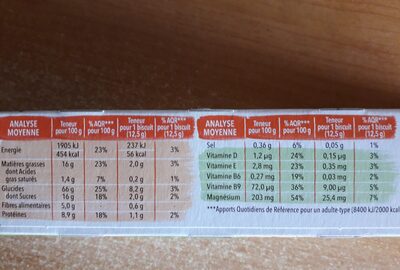 ANALYSE MOYENNE Teneur pour 100 g %AQR*** pour 100 g Teneur pour 1 biscuit (12,5 g) % AQR*** pour 1 biscuit (12,5 g)
Energie 1905 kJ 454 kcal 23% 237 kJ 56 kcal 3%
Matières grasses 16 g 23% 2,0 g 3%
dont Acides gras saturés 1,4 g 7% 0,2 g 1%
Glucides 66 g 25% 8,2 g 3%
dont Sucres 16 g 18% 2,0 g 2%
Fibres alimentaires 5,0 g - 0,6 g -
Protéines 8,9 g 18% 1,1 g 2%
ANALYSE MOYENNE Teneur pour 100 g %AQR*** pour 100 g Teneur pour 1 biscuit (12,5 g) % AQR*** pour 1 biscuit (12,5 g)
Sel 0,36 g 6% 0,05 g 1%
Vitamine D 1,2 µg 24% 0,15 µg 3%
Vitamine E 2,8 mg 23% 0,35 mg 3%
Vitamine B6 0,27 mg 19% 0,03 mg 2%
Vitamine B9 72,0 µg 36% 9,00 µg 5%
Magnésium 203 mg 54% 25,4 mg 7%
***Apports Quotidiens de Référence pour un adulte-type (8400 kJ/2000 kcal